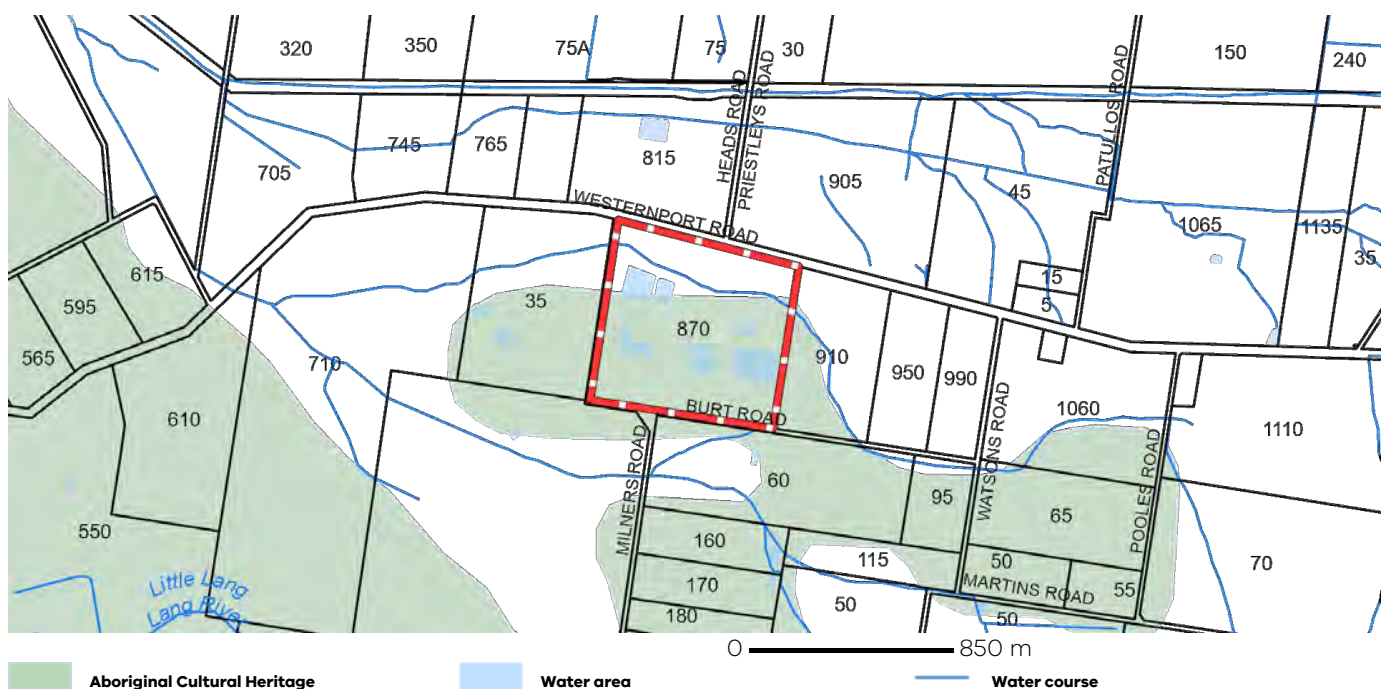 320
350
75A
75
30
150
240
HEADS ROAD
PRIESTLEYS ROAD
PATULLOS ROAD
705
745
765
815
905
45
1065
1135
35
WESTERNPORT ROAD
615
595
565
610
710
35
870
910
950
990
15
5
1060
1110
BURT ROAD
MILNERS ROAD
WATSONS ROAD
POOLES ROAD
60
95
65
550
160
170
180
115
50
50
55
70
MARTINS ROAD
50
Little Lang
Lang River
0 850 m
Aboriginal Cultural Heritage
Water area
Water course